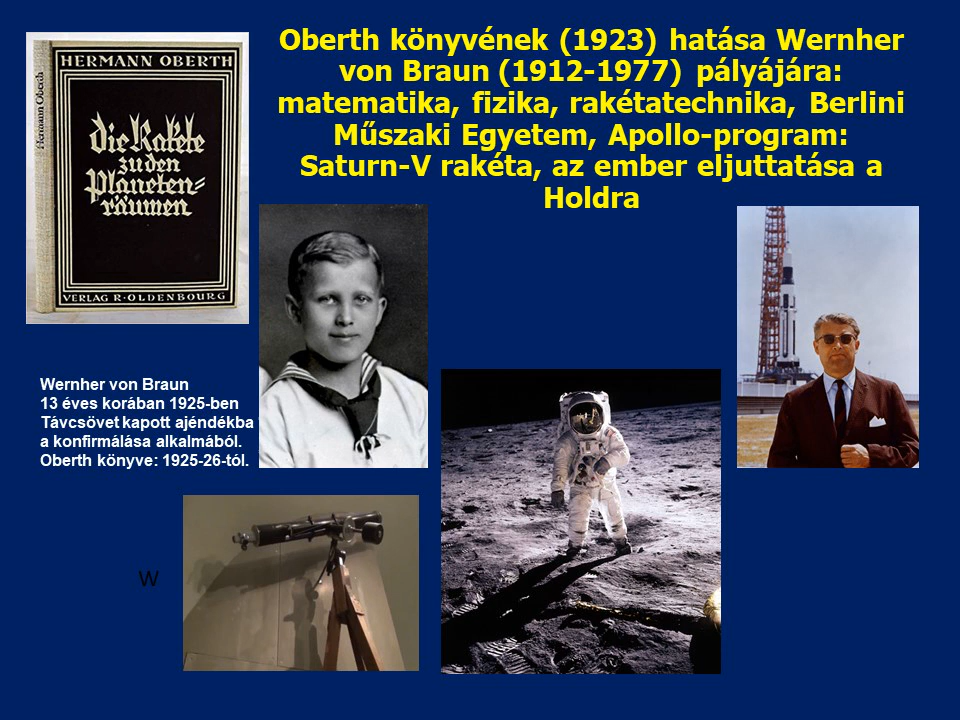 Oberth könyvének (1923) hatása Wernher
von Braun (1912-1977) pályájára:
matematika, fizika, rakétatechnika, Berlini
Műszaki Egyetem, Apollo-program:
Saturn-V rakéta, az ember eljuttatása a
Holdra
Hermann Oberth
HERMANN OBERTH
Die Rakete
zu den
Planeten=
räumen
VERLAG R·OLDENBOURG
Wernher von Braun
13 éves korában 1925-ben
Távcsövet kapott ajéndékba
a konfirmálása alkalmából.
Oberth könyve: 1925-26-tól.
W